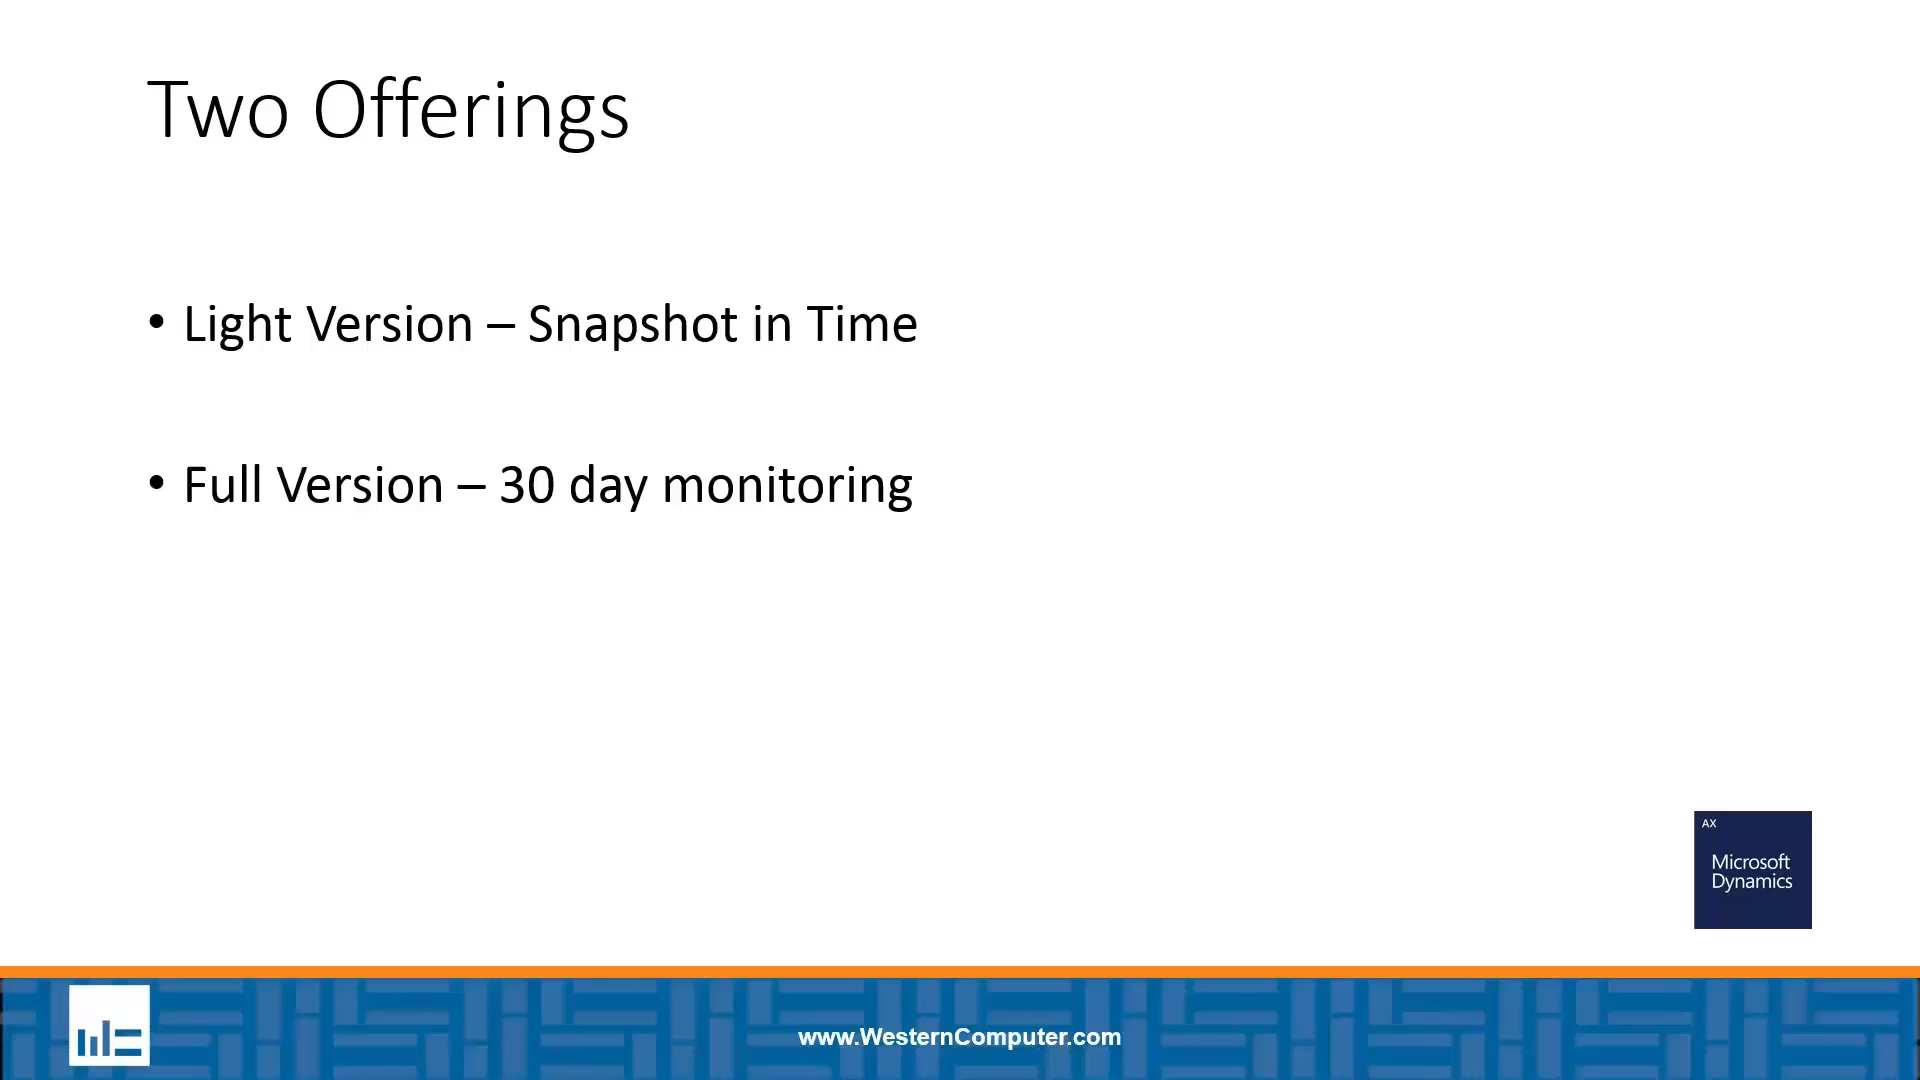 Two Offerings
• Light Version – Snapshot in Time
• Full Version – 30 day monitoring
AX
Microsoft
Dynamics
www.WesternComputer.com